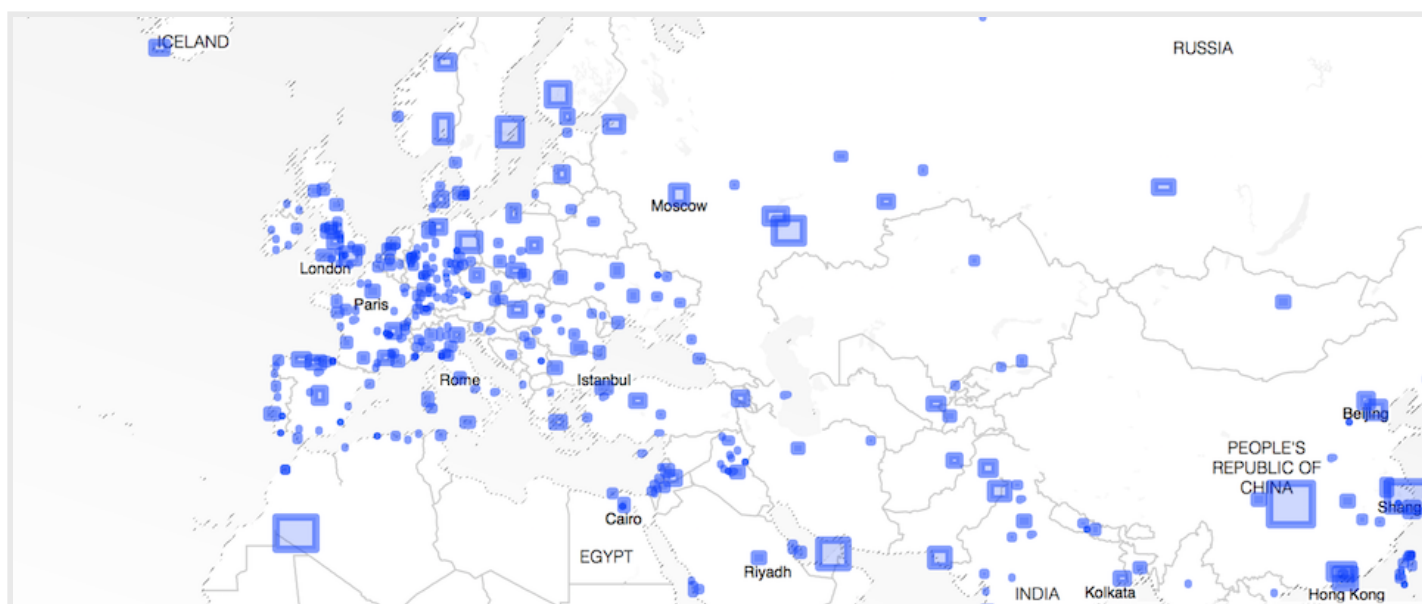 ICELAND
RUSSIA
Moscow
London
Paris
Rome
Istanbul
Beijing
PEOPLE'S
REPUBLIC OF
CHINA
Shang
Cairo
EGYPT
Riyadh
INDIA
Kolkata
Hong Kong